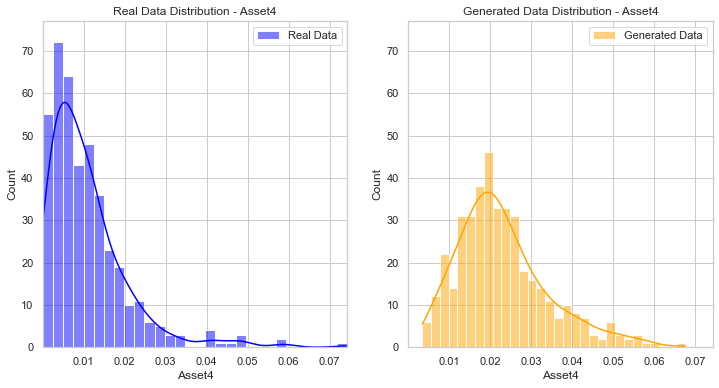 Real Data Distribution - Asset4
Real Data
Count
70
60
50
40
30
20
10
0
0.01 0.02 0.03 0.04 0.05 0.06 0.07
Asset4
Generated Data Distribution - Asset4
Generated Data
Count
70
60
50
40
30
20
10
0
0.01 0.02 0.03 0.04 0.05 0.06 0.07
Asset4